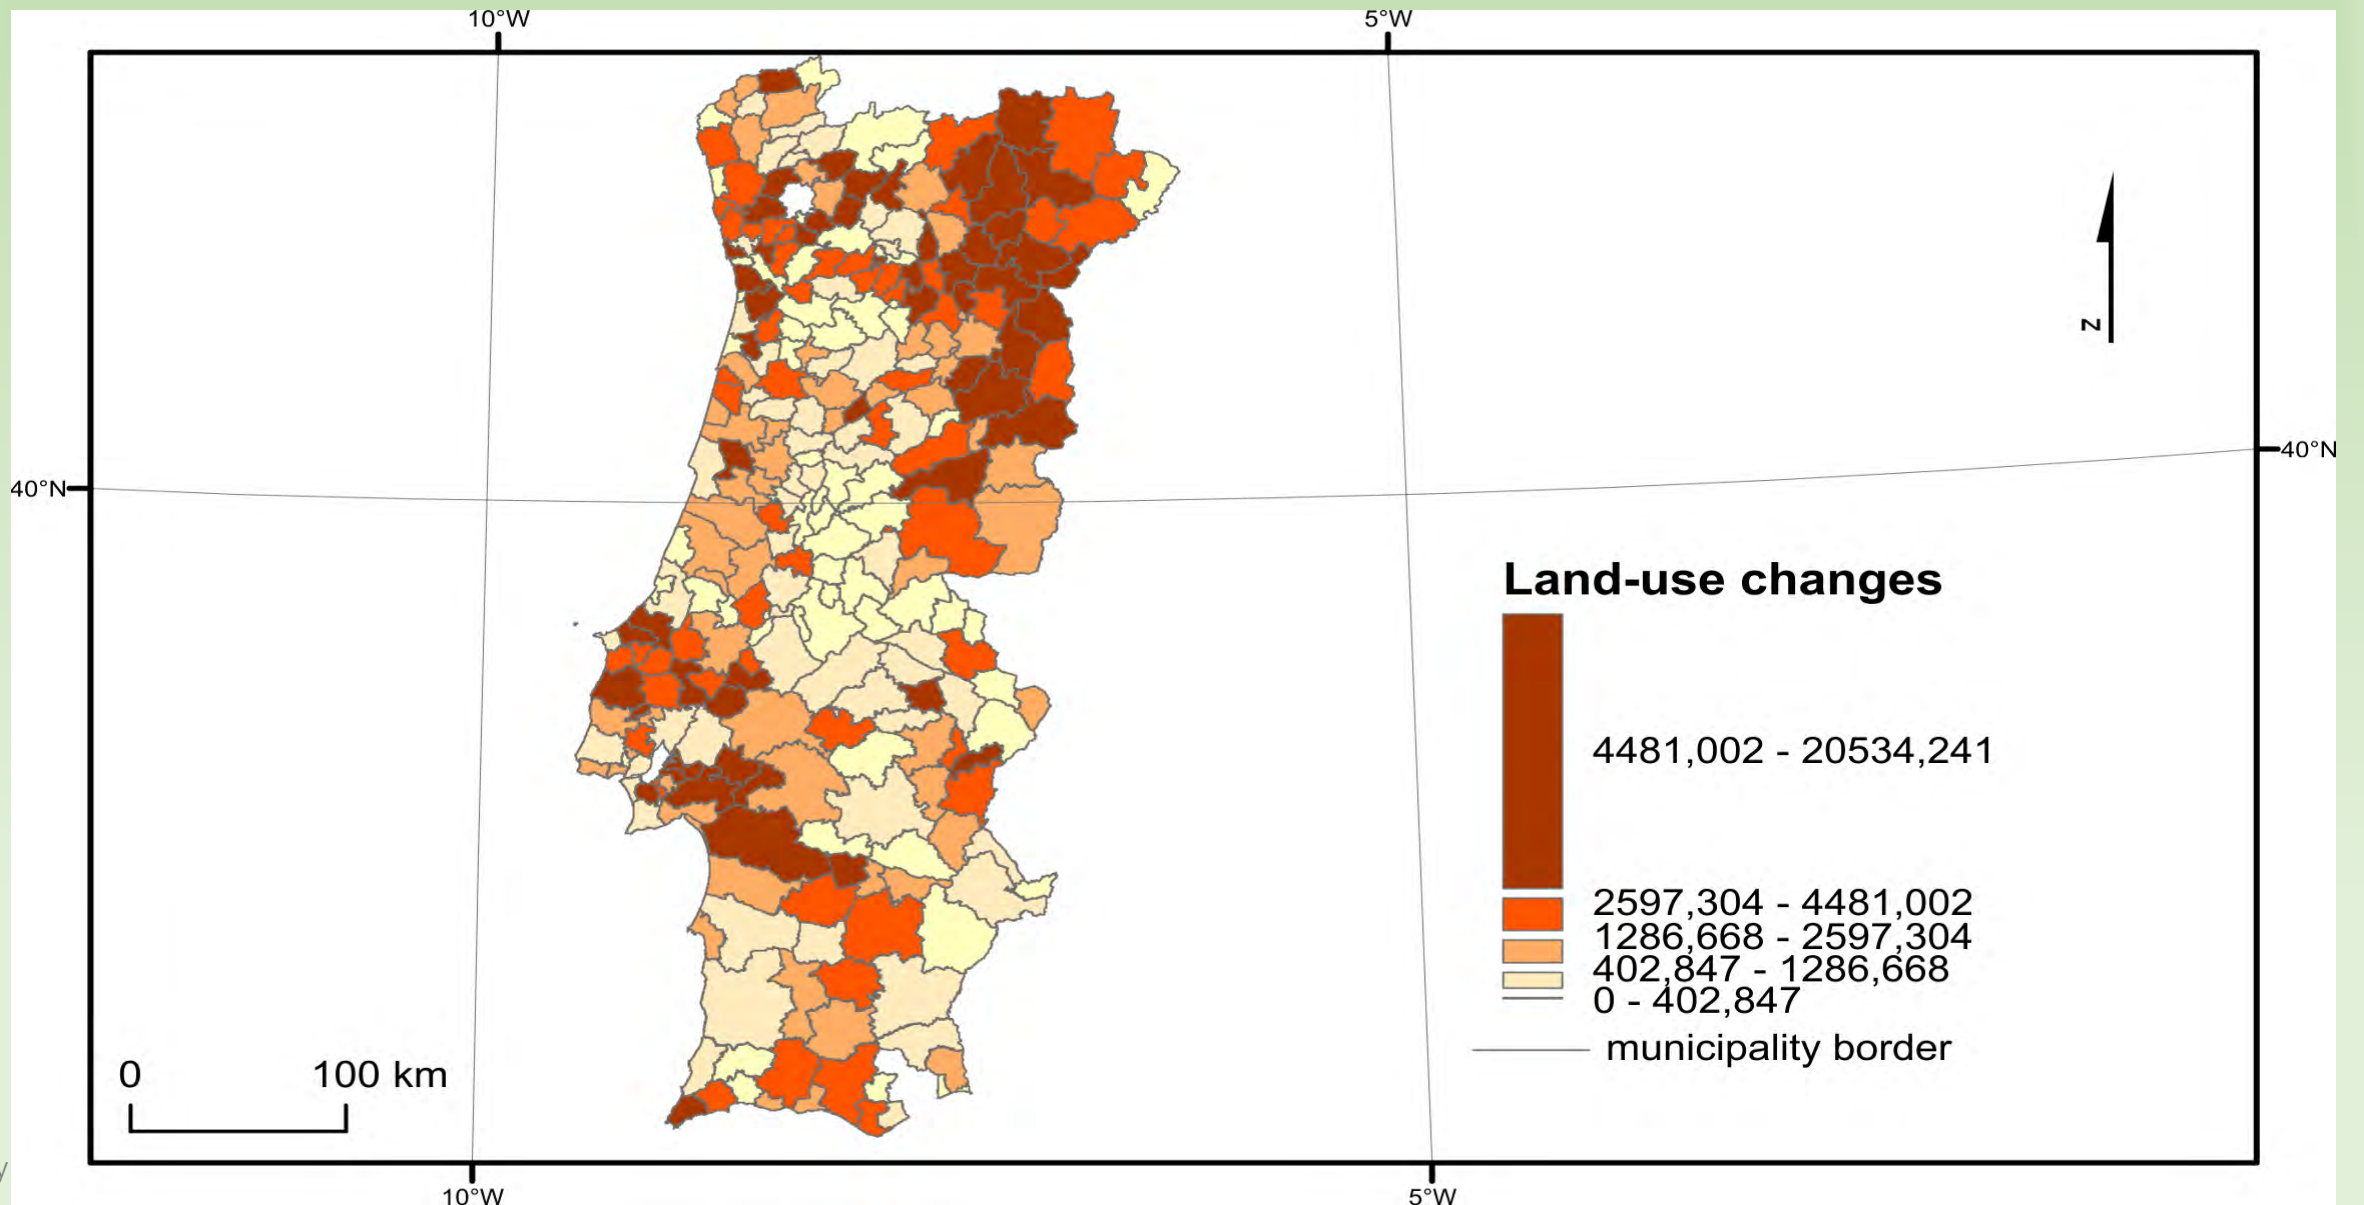 10°W
5°W
40°N
40°N
N
Land-use changes
4481,002 - 20534,241
2597,304 - 4481,002
1286,668 - 2597,304
402,847 - 1286,668
0 - 402,847
municipality border
0
100 km
10°W
5°W